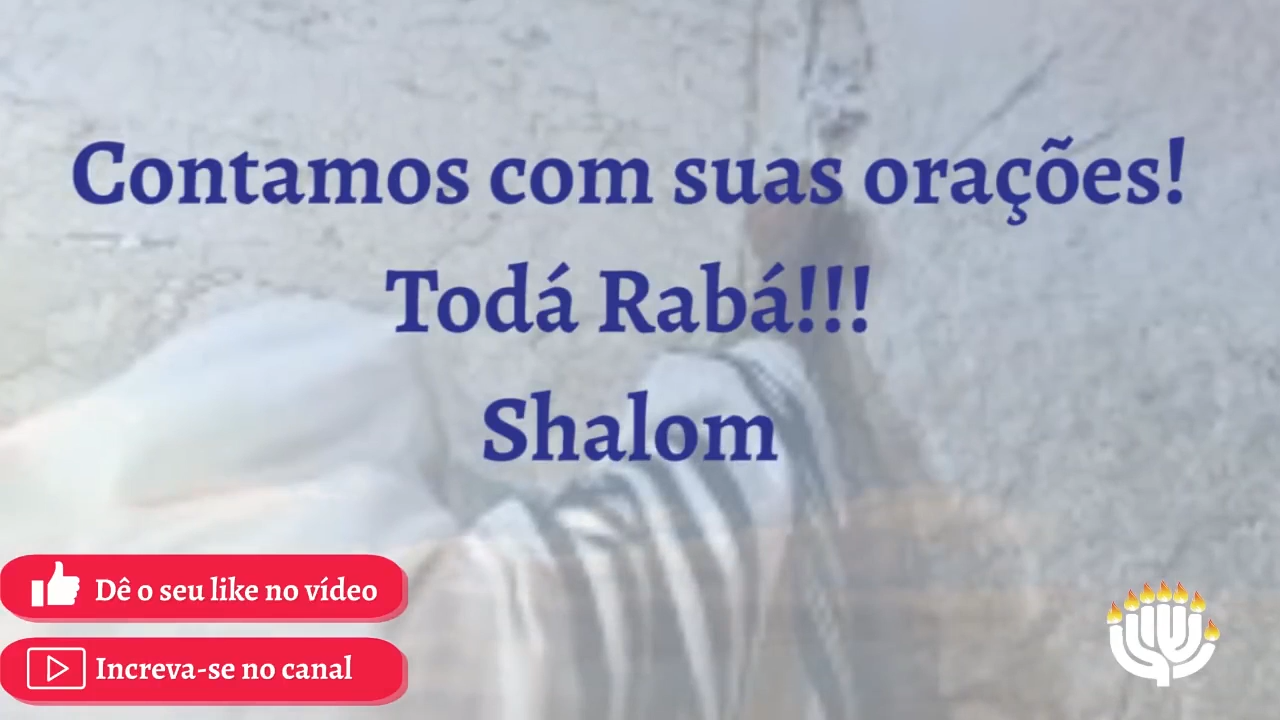 Contamos com suas orações!
Todá Rabá!!!
Shalom
Dê o seu like no vídeo
Increva-se no canal